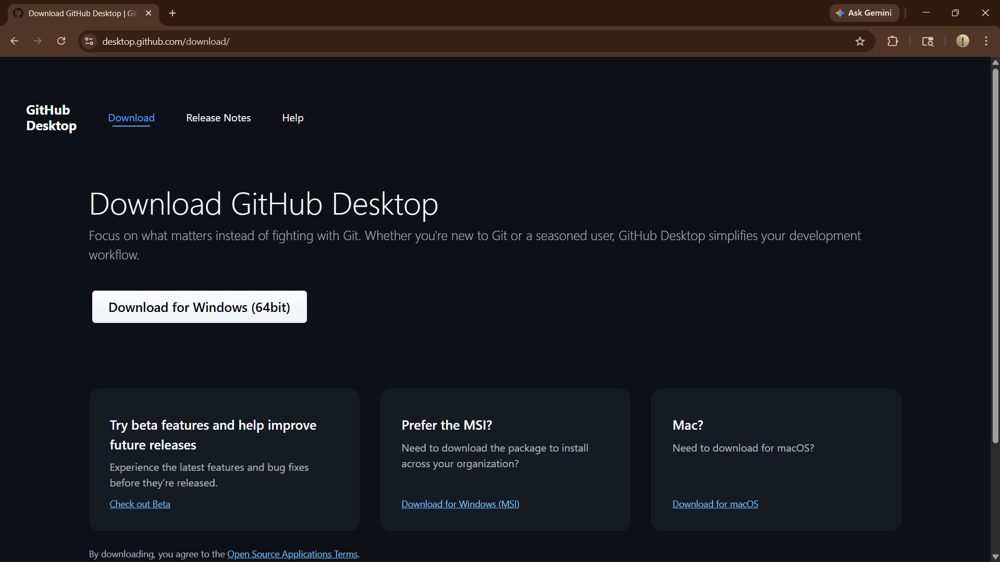 Download GitHub Desktop | Git
Ask Gemini
desktop.github.com/download/
GitHub
Desktop
Download
Release Notes
Help
Download GitHub Desktop
Focus on what matters instead of fighting with Git. Whether you're new to Git or a seasoned user, GitHub Desktop simplifies your development
workflow.
Download for Windows (64bit)
Try beta features and help improve
future releases
Experience the latest features and bug fixes
before they’re released.
Check out Beta
Prefer the MSI?
Need to download the package to install
across your organization?
Download for Windows (MSI)
Mac?
Need to download for macOS?
Download for macOS
By downloading, you agree to the Open Source Applications Terms.